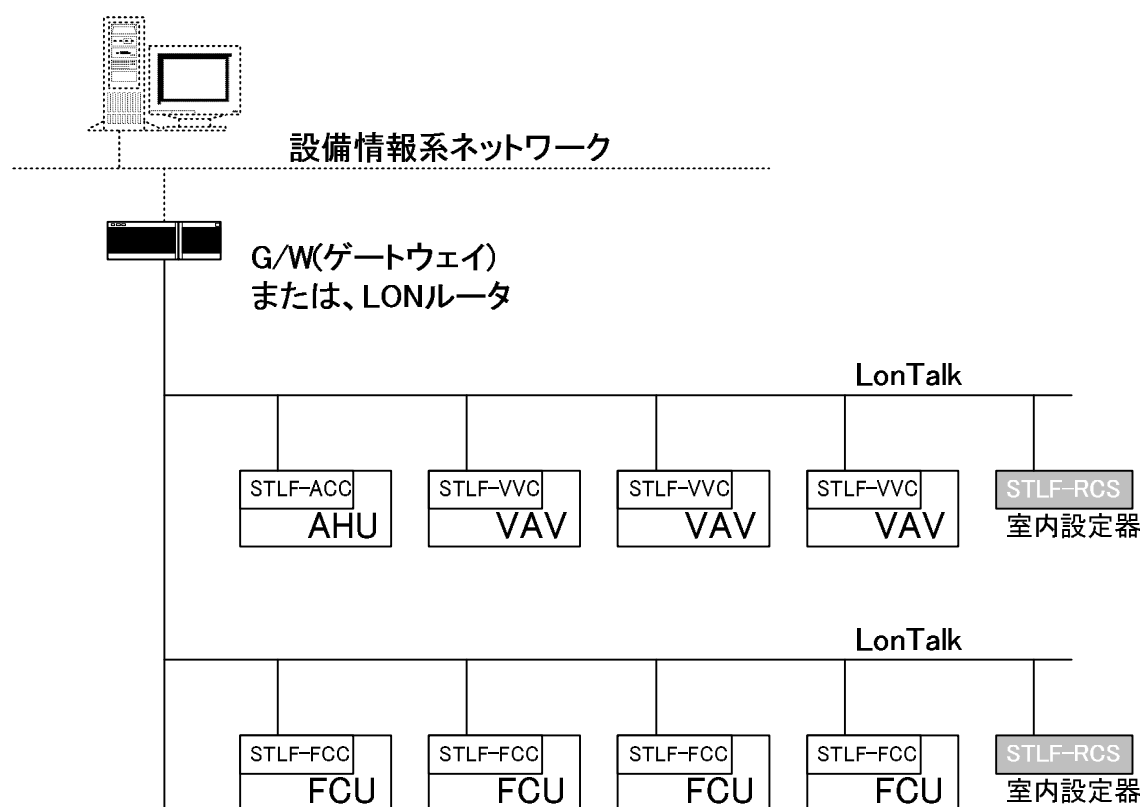 設備情報系ネットワーク
G/W(ゲートウェイ)
または、LONルータ
LonTalk
STLF-ACC
AHU
STLF-VVC
VAV
STLF-VVC
VAV
STLF-VVC
VAV
STLF-RCS
室内設定器
LonTalk
STLF-FCC
FCU
STLF-FCC
FCU
STLF-FCC
FCU
STLF-FCC
FCU
STLF-RCS
室内設定器